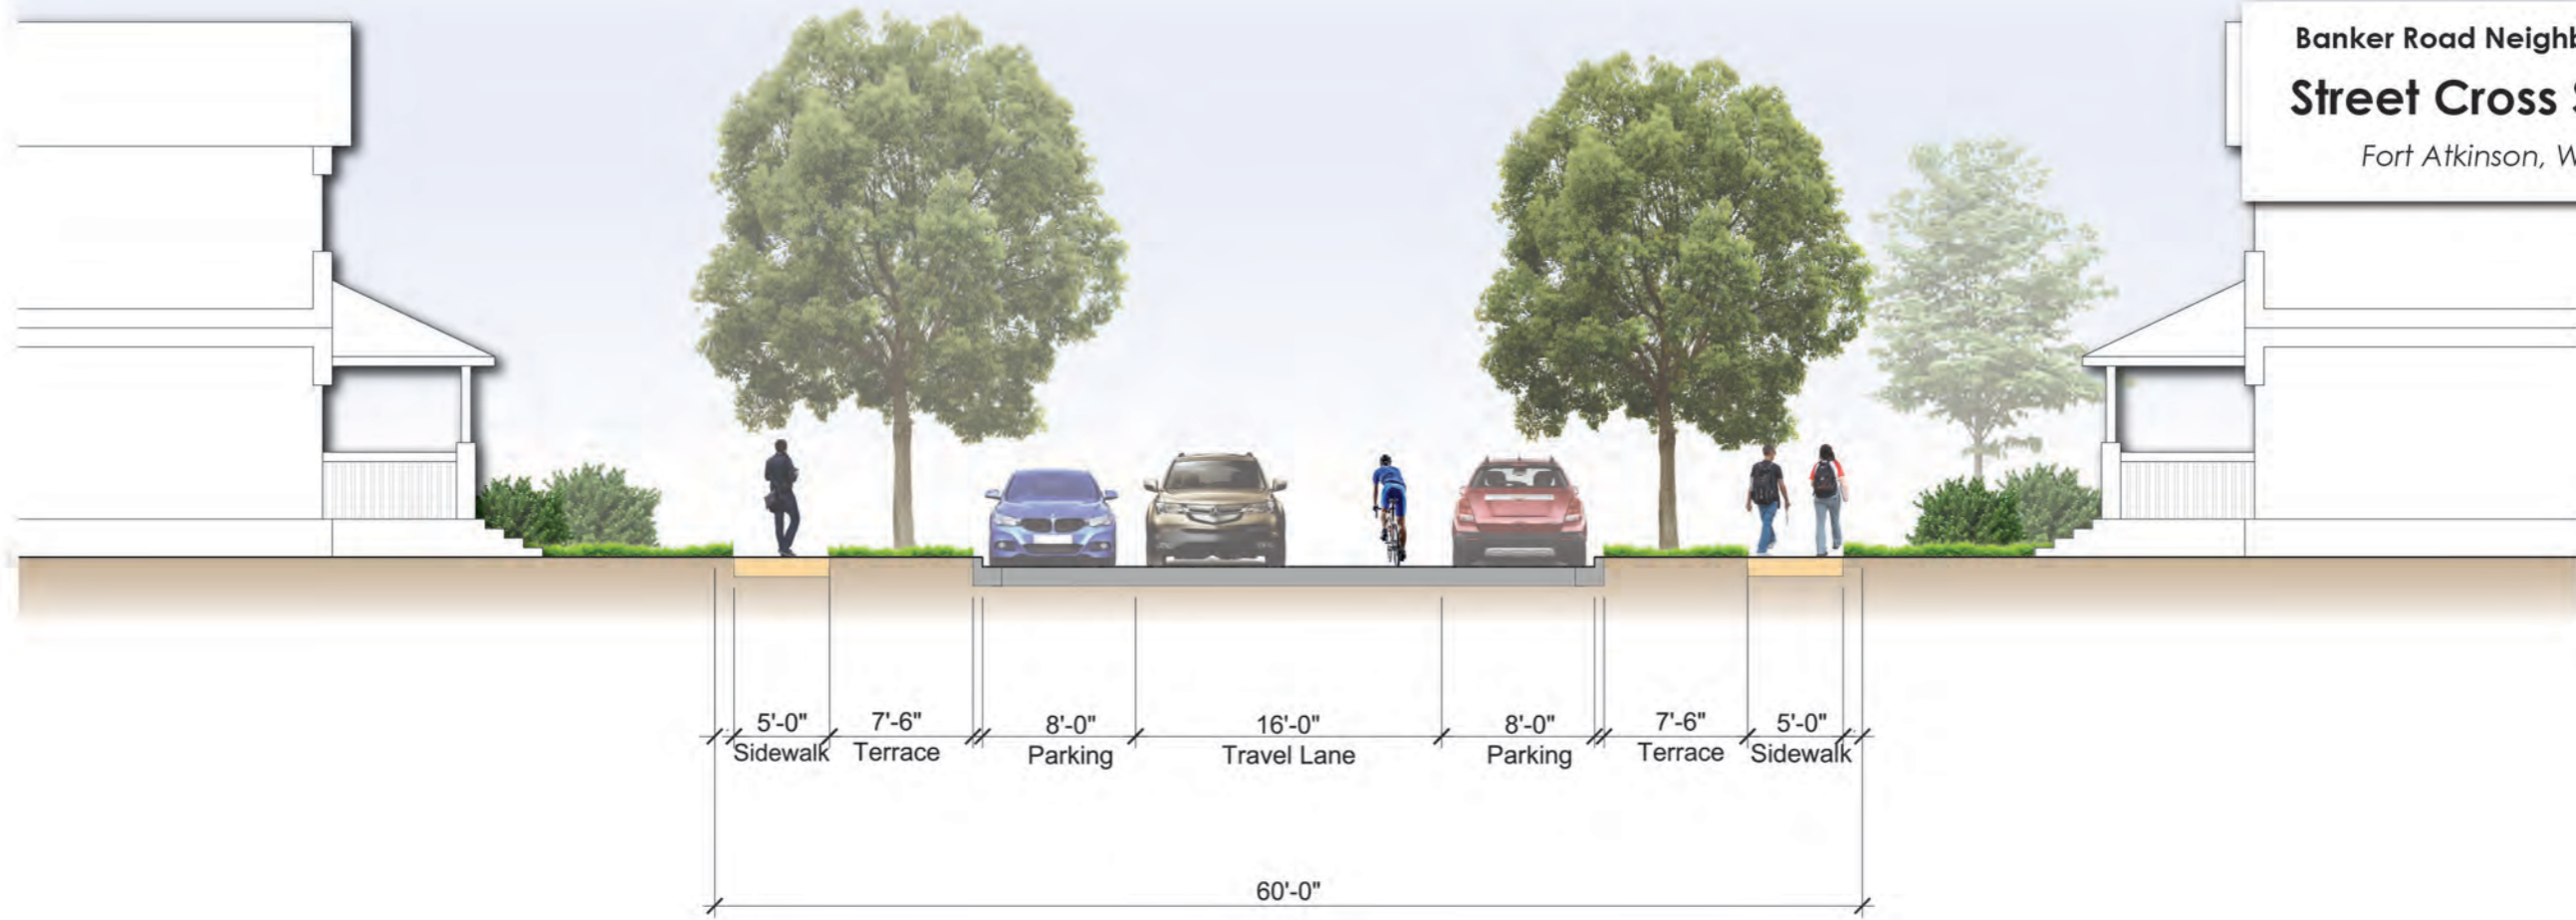 Banker Road Neighb
Street Cross S
Fort Atkinson, W
5'-0" 7'-6" 8'-0" 16'-0" 8'-0" 7'-6" 5'-0"
Sidewalk Terrace Parking Travel Lane Parking Terrace Sidewalk
60'-0"